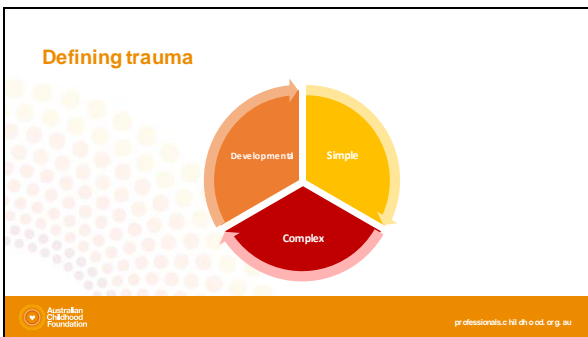 Defining trauma
Developmental
Simple
Complex
Australian
Childhood
Foundation
professionals.childhood.org.au